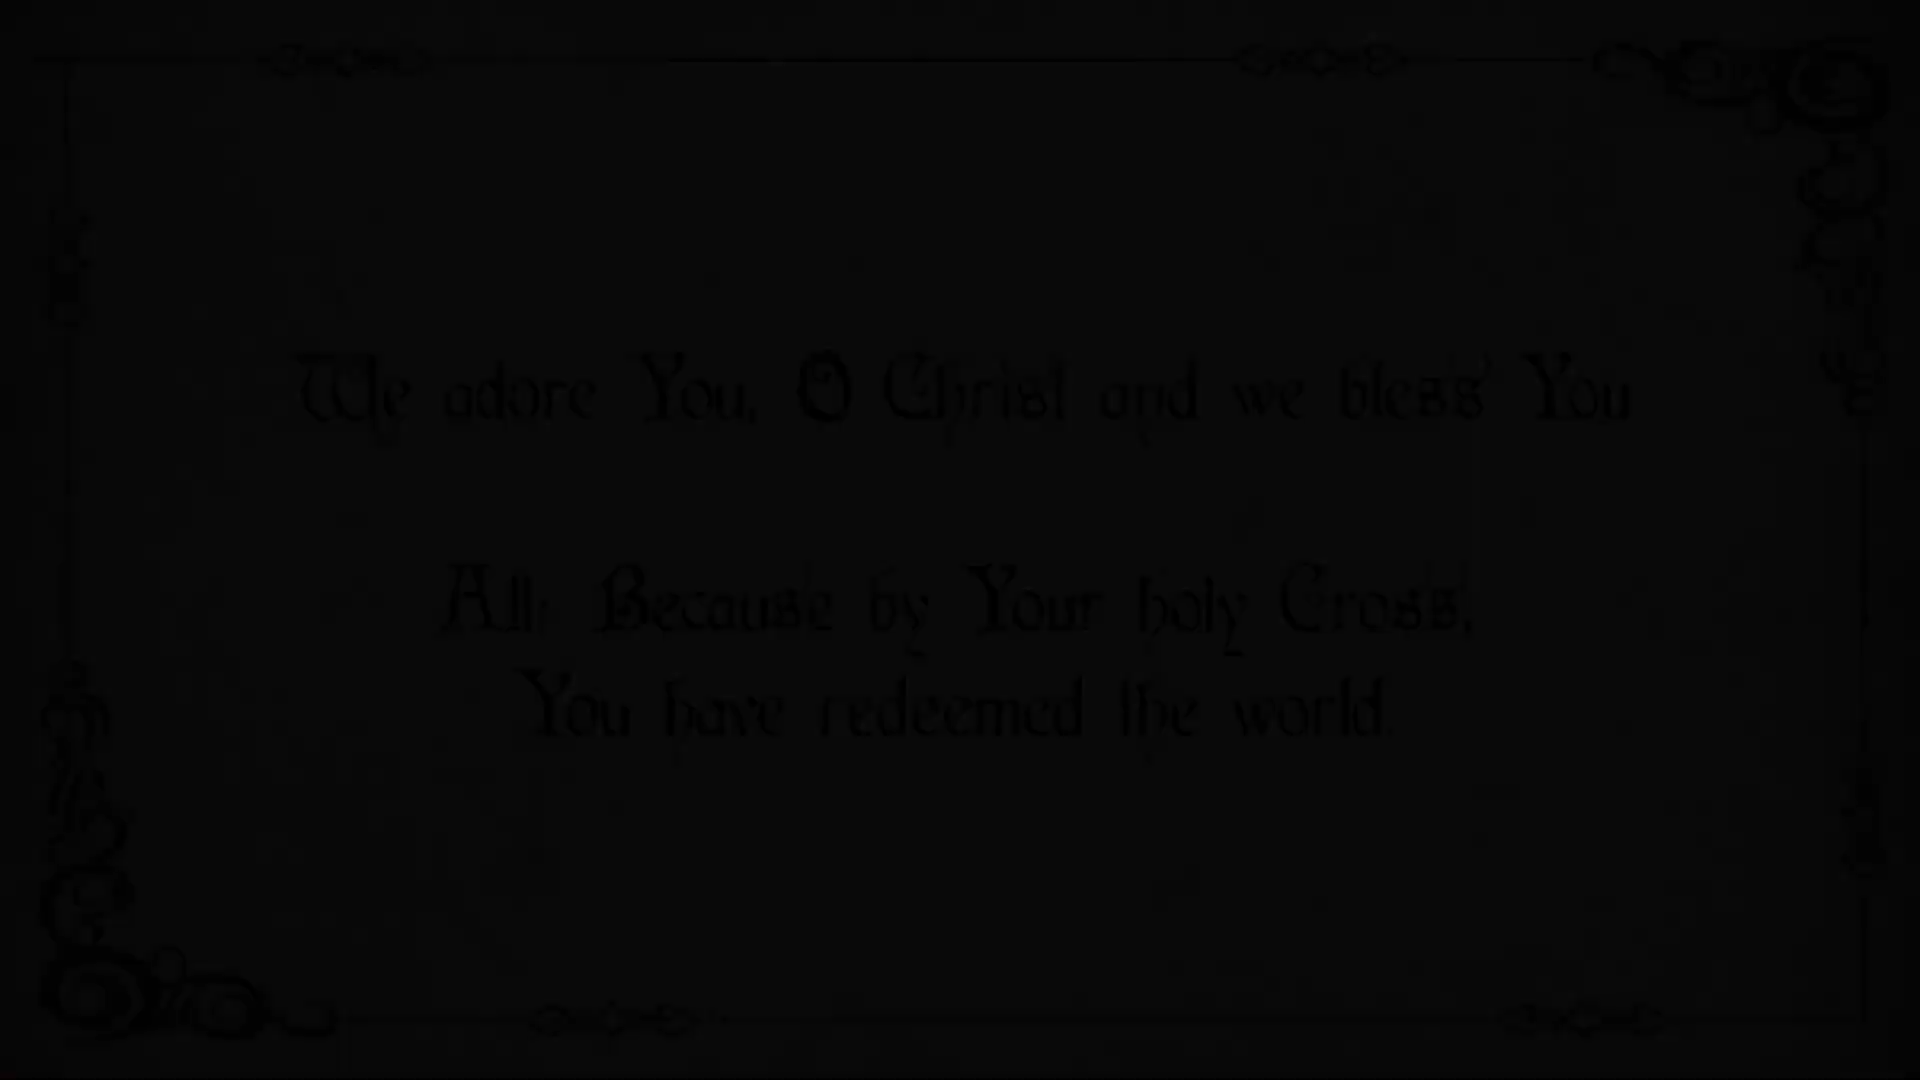 We adore You, O Christ and we bless You
All: Because by Your holy Cross,
You have redeemed the world.